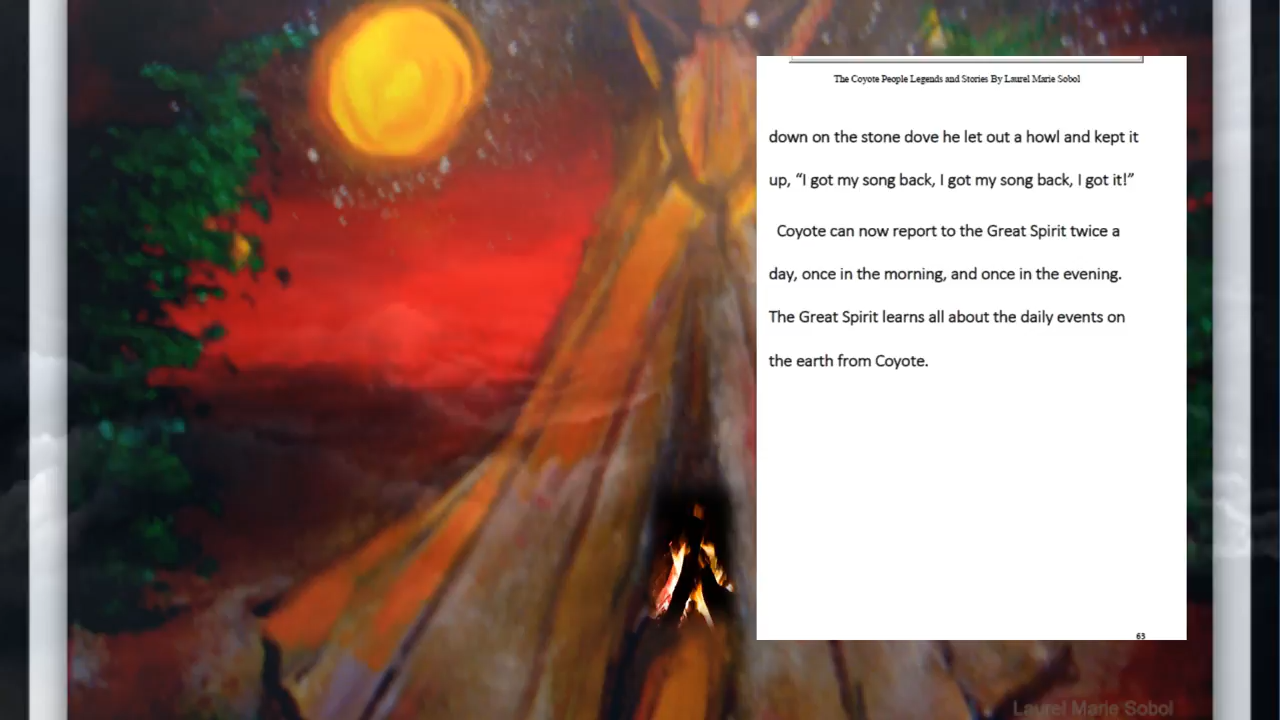 The Coyote People Legends and Stories By Laurel Marie Sobol
down on the stone dove he let out a howl and kept it
up, “I got my song back, I got my song back, I got it!”
Coyote can now report to the Great Spirit twice a
day, once in the morning, and once in the evening.
The Great Spirit learns all about the daily events on
the earth from Coyote.
63
Laurel Marie Sobol